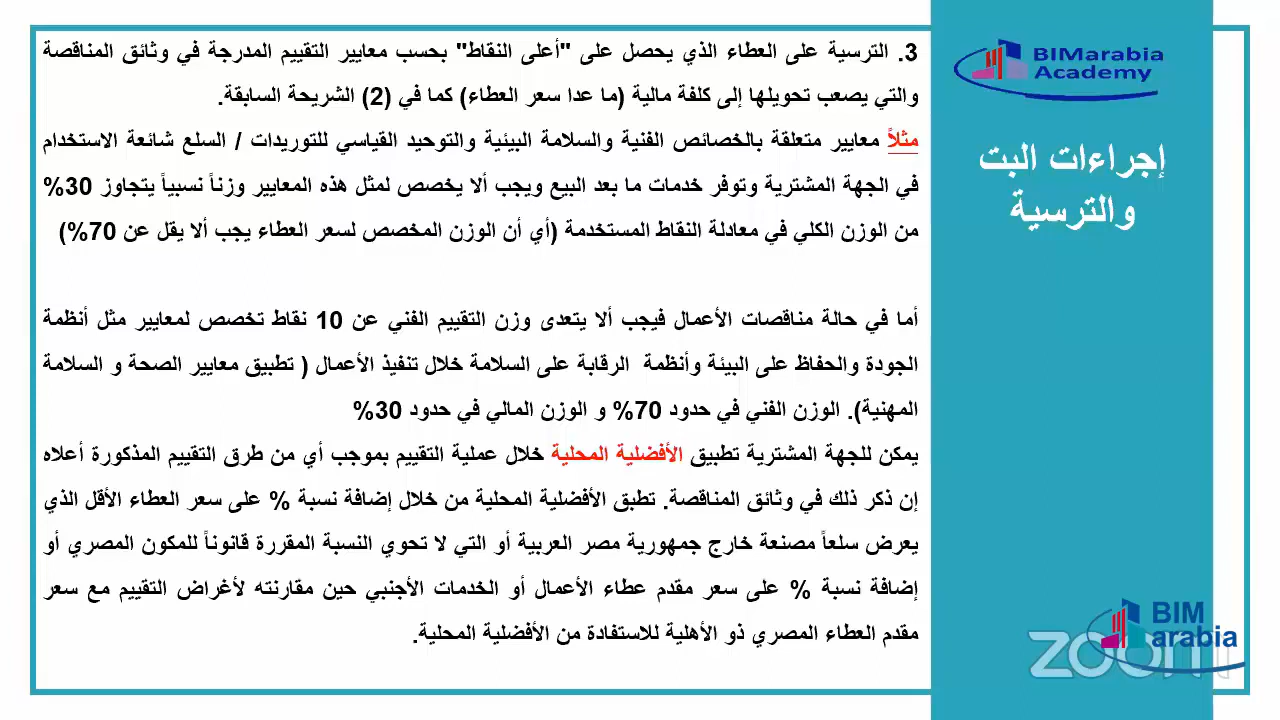 BIMarabia
Academy
إجراءات البت
والترسية
3. الترسية على العطاء الذي يحصل على "أعلى النقاط" بحسب معايير التقييم المدرجة في وثائق المناقصة
والتي يصعب تحويلها إلى كلفة مالية (ما عدا سعر العطاء) كما في (2) الشريحة السابقة.
مثلاً معايير متعلقة بالخصائص الفنية والسلامة البيئية والتوحيد القياسي للتوريدات / السلع شائعة الاستخدام
في الجهة المشترية وتوفر خدمات ما بعد البيع ويجب ألا يخصص لمثل هذه المعايير وزناً نسبياً يتجاوز 30%
من الوزن الكلي في معادلة النقاط المستخدمة (أي أن الوزن المخصص لسعر العطاء يجب ألا يقل عن 70%)
أما في حالة مناقصات الأعمال فيجب ألا يتعدى وزن التقييم الفني عن 10 نقاط تخصص لمعايير مثل أنظمة
الجودة والحفاظ على البيئة وأنظمة الرقابة على السلامة خلال تنفيذ الأعمال ( تطبيق معايير الصحة و السلامة
المهنية). الوزن الفني في حدود 70% و الوزن المالي في حدود 30%
يمكن للجهة المشترية تطبيق الأفضلية المحلية خلال عملية التقييم بموجب أي من طرق التقييم المذكورة أعلاه
إن ذكر ذلك في وثائق المناقصة. تطبق الأفضلية المحلية من خلال إضافة نسبة % على سعر العطاء الأقل الذي
يعرض سلعاً مصنعة خارج جمهورية مصر العربية أو التي لا تحوي النسبة المقررة قانوناً للمكون المصري أو
إضافة نسبة % على سعر مقدم عطاء الأعمال أو الخدمات الأجنبي حين مقارنته لأغراض التقييم مع سعر
مقدم العطاء المصري ذو الأهلية للاستفادة من الأفضلية المحلية.
BIM
arabia
zoom